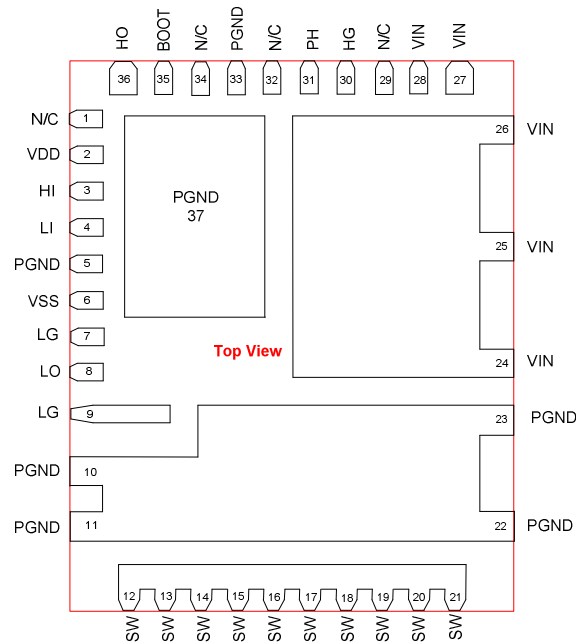 HO
BOOT
N/C
PGND
N/C
PH
HG
N/C
VIN
VIN
36
35
34
33
32
31
30
29
28
27
N/C 1
VDD 2
HI 3
LI 4
PGND 5
VSS 6
LG 7
LO 8
LG 9
PGND 10
PGND 11
PGND
37
Top View
26 VIN
25 VIN
24 VIN
23 PGND
22 PGND
12
13
14
15
16
17
18
19
20
21
SW
SW
SW
SW
SW
SW
SW
SW
SW
SW